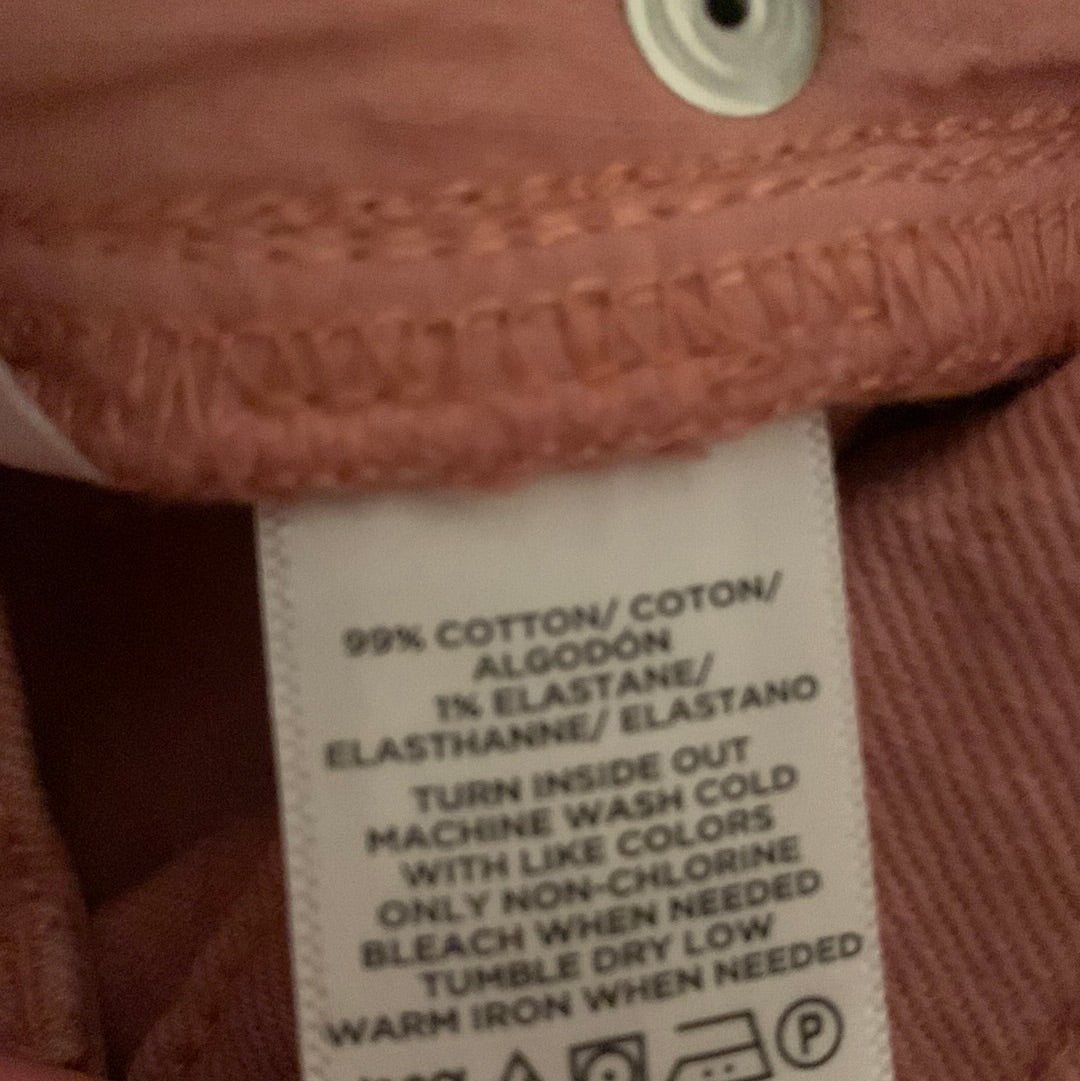 99% COTTON/ COTON/
ALGODÓN
1% ELASTANE/
ELASTHANNE/ ELASTANO
TURN INSIDE OUT
MACHINE WASH COLD
WITH LIKE COLORS
ONLY NON-CHLORINE
BLEACH WHEN NEEDED
TUMBLE DRY LOW
WARM IRON WHEN NEEDED
P